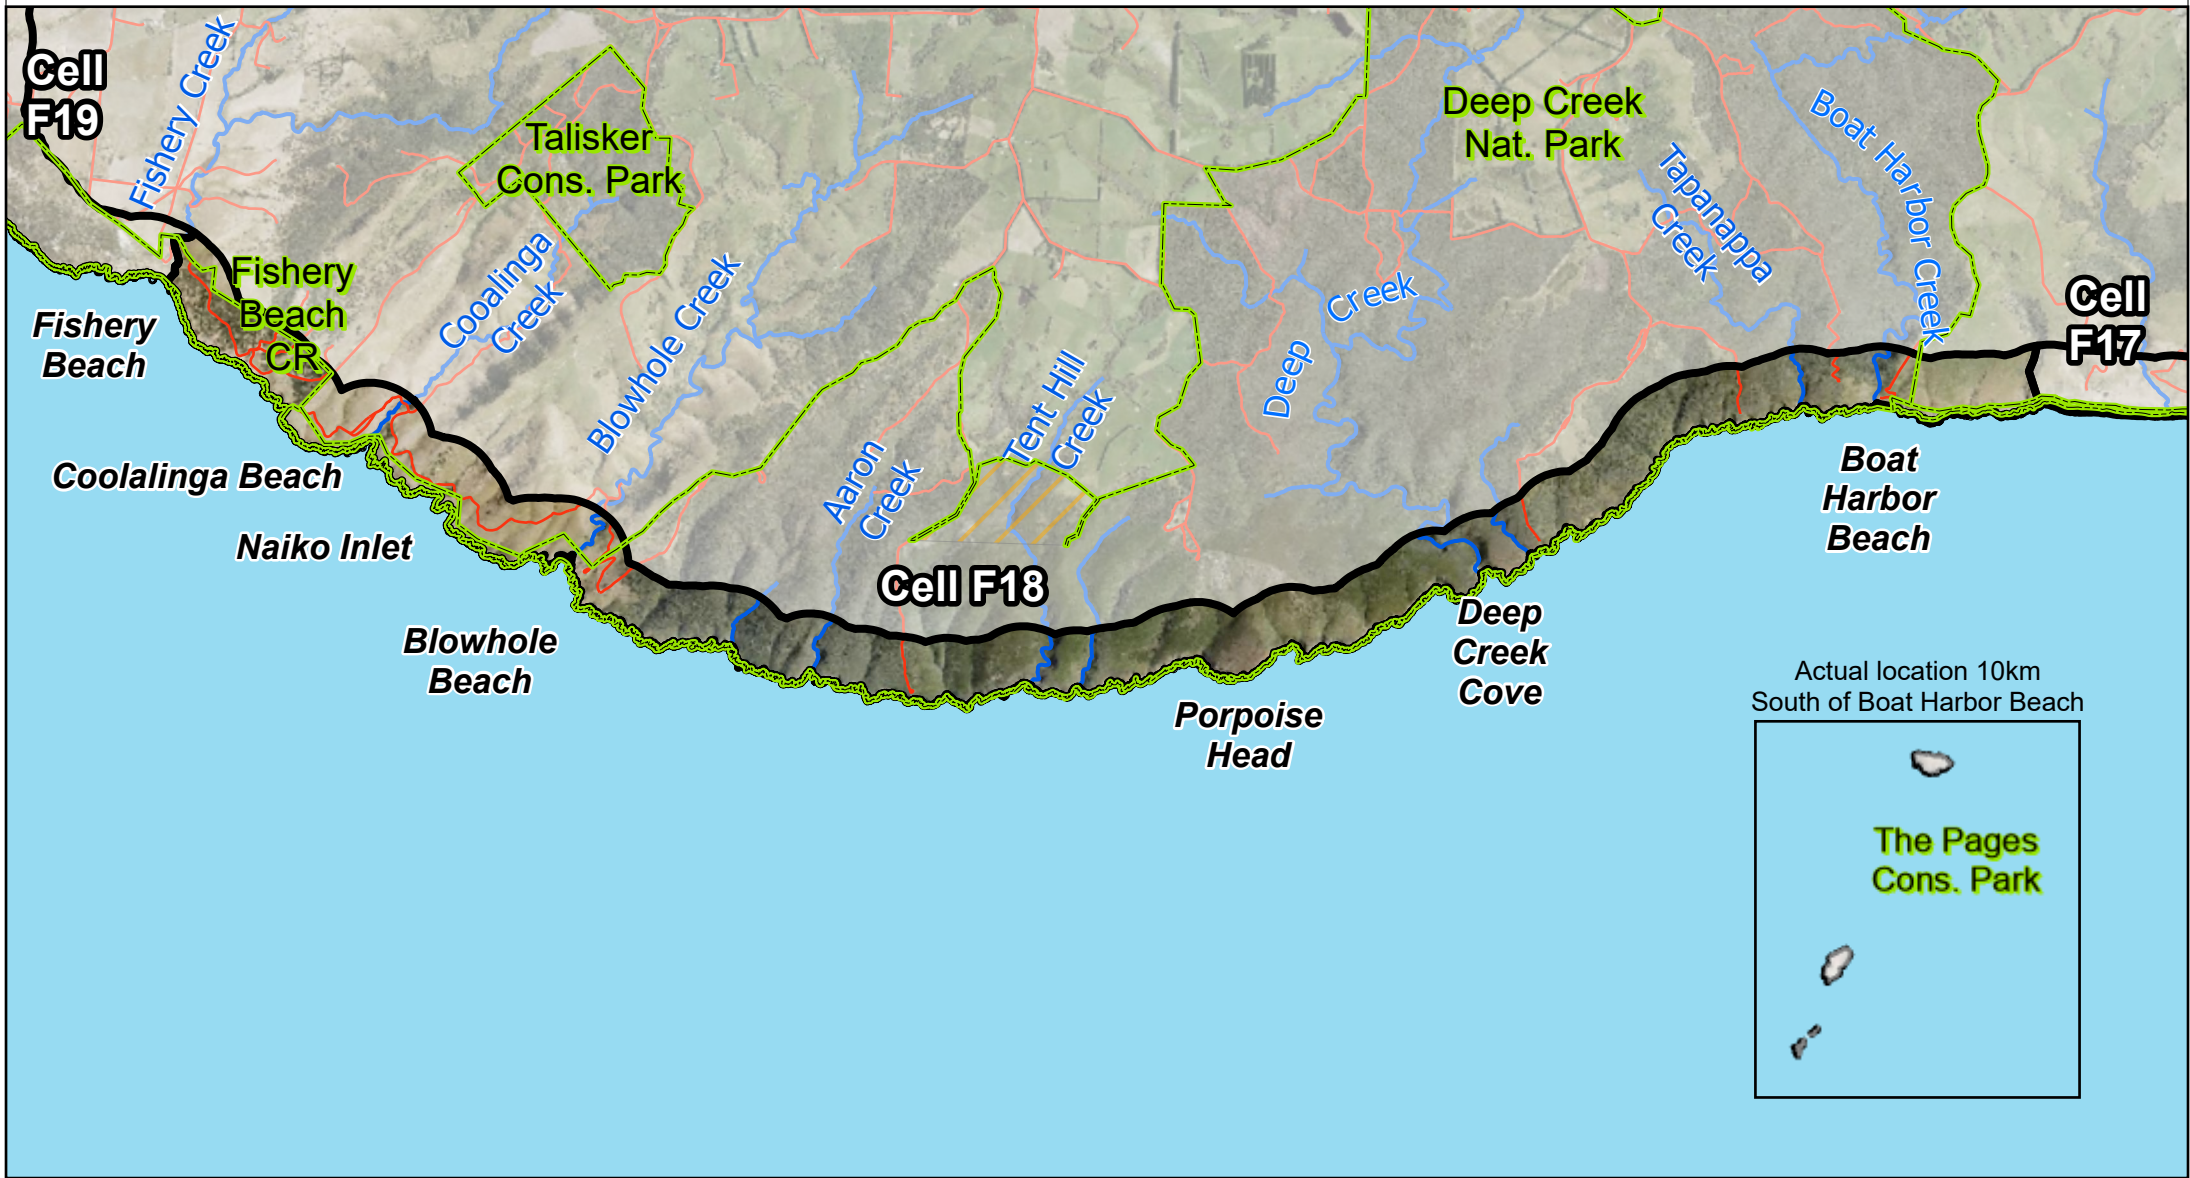 Cell
F19
Fishery Creek
Talisker
Cons. Park
Deep Creek
Nat. Park
Boat Harbor Creek
Tapanappa
Creek
Cooalinga
Creek
Blowhole Creek
Fishery
Beach
CR
Fishery
Beach
Deep
Creek
Cell
F17
Tent Hill
Creek
Aaron
Creek
Coolalinga Beach
Naiko Inlet
Boat
Harbor
Beach
Cell F18
Blowhole
Beach
Deep
Creek
Cove
Porpoise
Head
Actual location 10km
South of Boat Harbor Beach
The Pages
Cons. Park